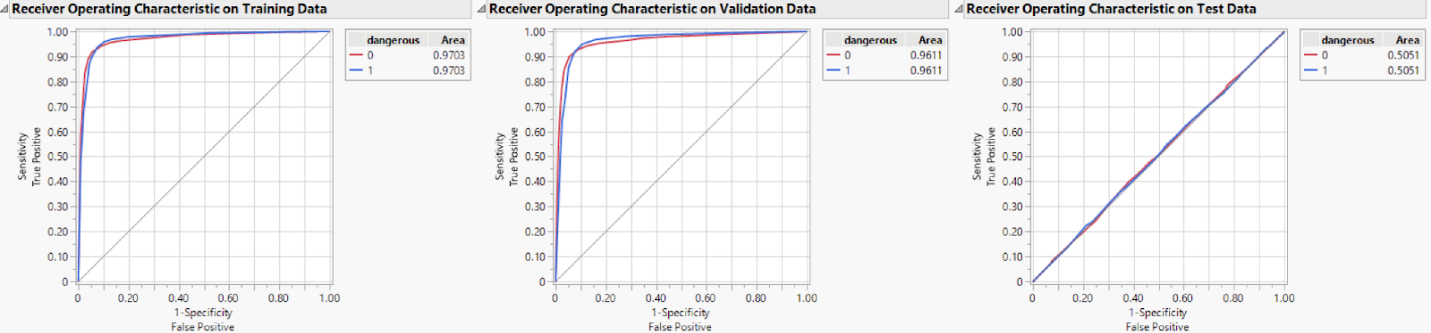 Receiver Operating Characteristic on Training Data
1.00
0.90
0.80
0.70
0.60
0.50
0.40
0.30
0.20
0.10
0
Sensitivity
True Positive
0 0.20 0.40 0.60 0.80 1.00
1-Specificity
False Positive
dangerous Area
0 0.9703
1 0.9703
Receiver Operating Characteristic on Validation Data
1.00
0.90
0.80
0.70
0.60
0.50
0.40
0.30
0.20
0.10
0
Sensitivity
True Positive
0 0.20 0.40 0.60 0.80 1.00
1-Specificity
False Positive
dangerous Area
0 0.9611
1 0.9611
Receiver Operating Characteristic on Test Data
1.00
0.90
0.80
0.70
0.60
0.50
0.40
0.30
0.20
0.10
0
Sensitivity
True Positive
0 0.20 0.40 0.60 0.80 1.00
1-Specificity
False Positive
dangerous Area
0 0.5051
1 0.5051